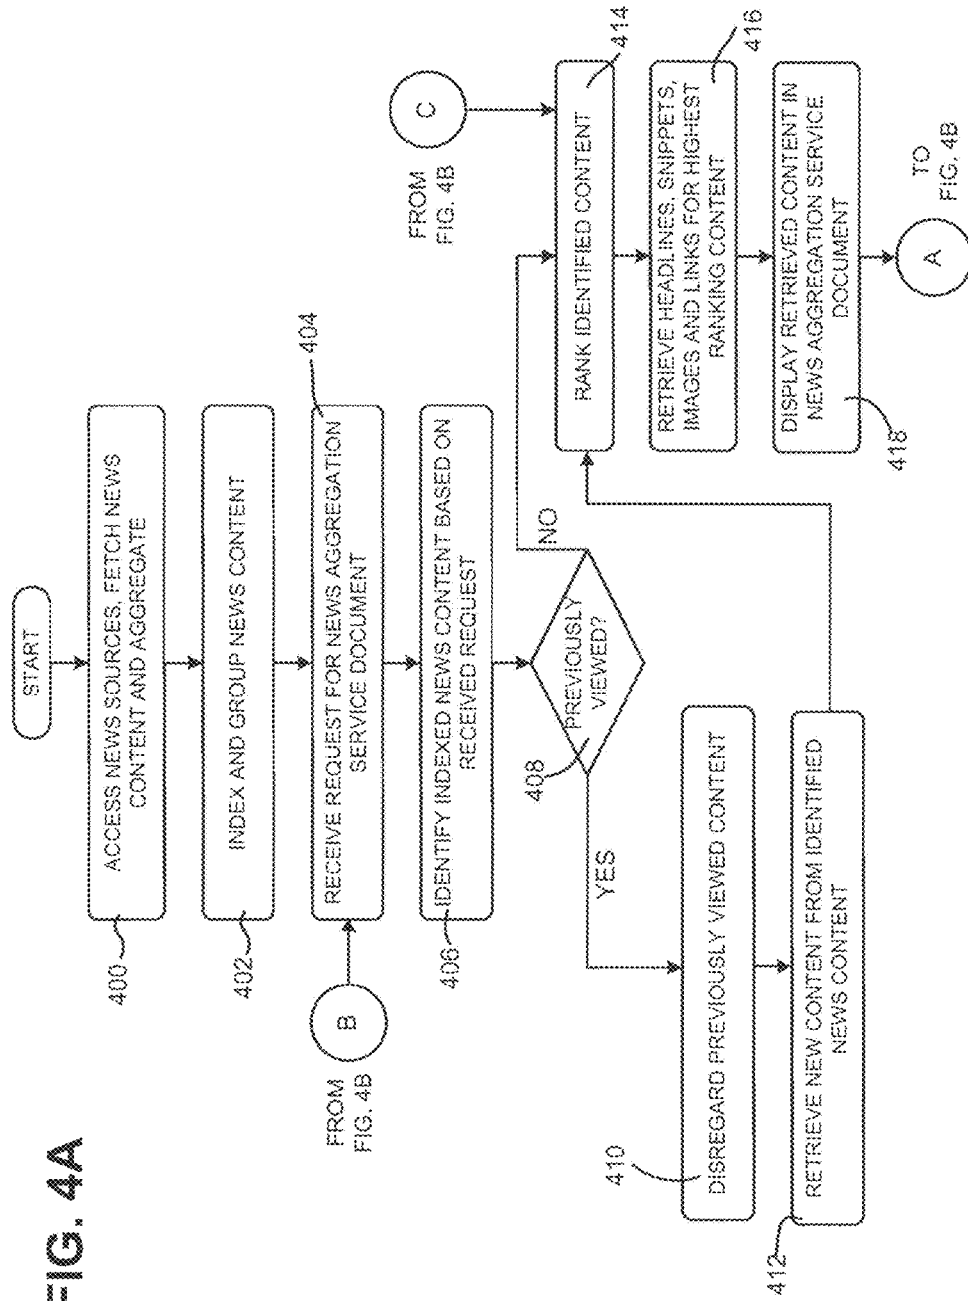 FIG. 4A
START
ACCESS NEWS SOURCES, FETCH NEWS
CONTENT AND AGGREGATE
400
INDEX AND GROUP NEWS CONTENT
402
FROM
FIG. 4B
B
RECEIVE REQUEST FOR NEWS AGGREGATION
SERVICE DOCUMENT
404
IDENTIFY INDEXED NEWS CONTENT BASED ON
RECEIVED REQUEST
406
PREVIOUSLY
VIEWED?
408
YES
NO
DISREGARD PREVIOUSLY VIEWED CONTENT
410
RETRIEVE NEW CONTENT FROM IDENTIFIED
NEWS CONTENT
412
FROM
FIG. 4B
C
RANK IDENTIFIED CONTENT
414
RETRIEVE HEADLINES, SNIPPETS,
IMAGES AND LINKS FOR HIGHEST
RANKING CONTENT
416
DISPLAY RETRIEVED CONTENT IN
NEWS AGGREGATION SERVICE
DOCUMENT
418
A
TO
FIG. 4B